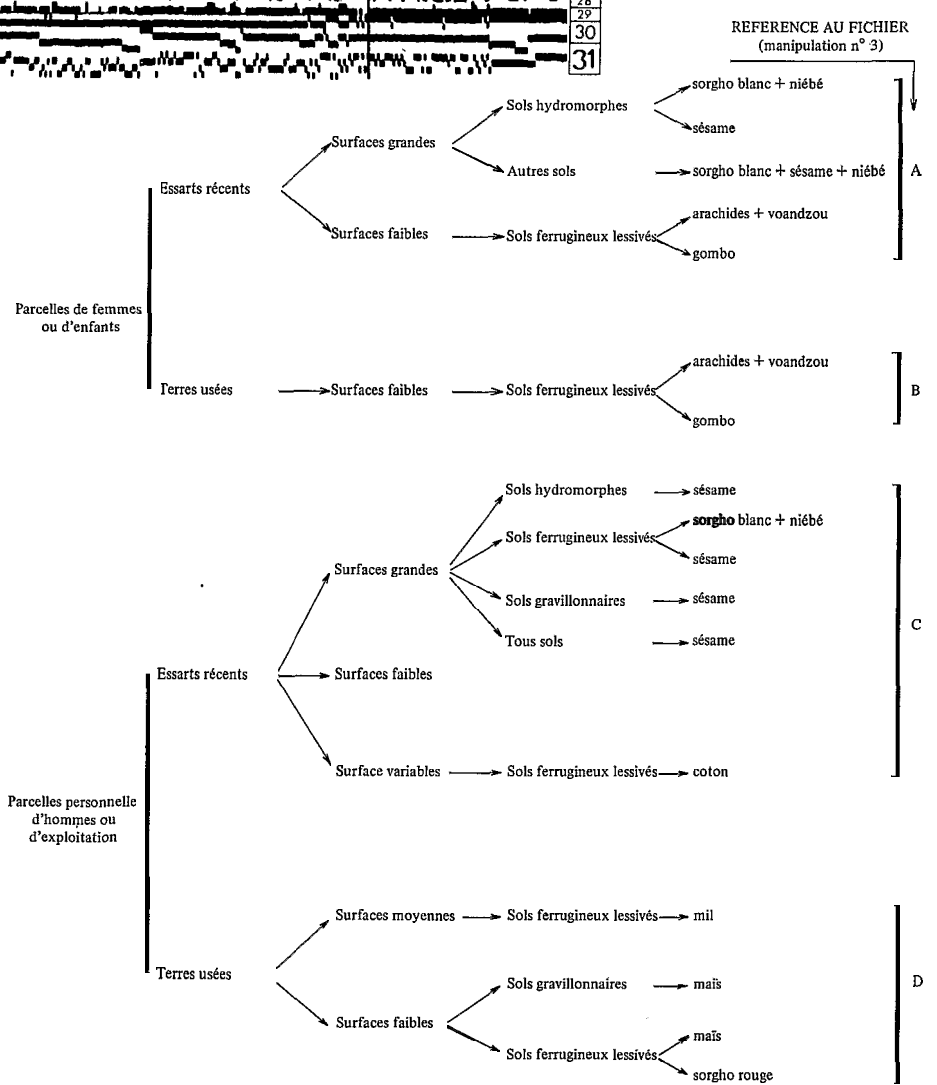 28
29
30
31
REFERENCE AU FICHIER
(manipulation n° 3)
sorgho blanc + niébé
Sols hydromorphes
sésame
Surfaces grandes
Autres sols
sorgho blanc + sésame + niébé
A
Essarts récents
arachides + voandzou
Surfaces faibles
Sols ferrugineux lessivés
gombo
Parcelles de femmes
ou d'enfants
arachides + voandzou
Terres usées
Surfaces faibles
Sols ferrugineux lessivés
B
gombo
Sols hydromorphes
sésame
sorgho blanc + niébé
Sols ferrugineux lessivés
sésame
Surfaces grandes
Sols gravillonnaires
sésame
C
Tous sols
sésame
Essarts récents
Surfaces faibles
Surface variables
Sols ferrugineux lessivés
coton
Parcelles personnelle
d'hommes ou
d'exploitation
Surfaces moyennes
Sols ferrugineux lessivés
mil
Terres usées
Sols gravillonnaires
maïs
D
Surfaces faibles
maïs
Sols ferrugineux lessivés
sorgho rouge